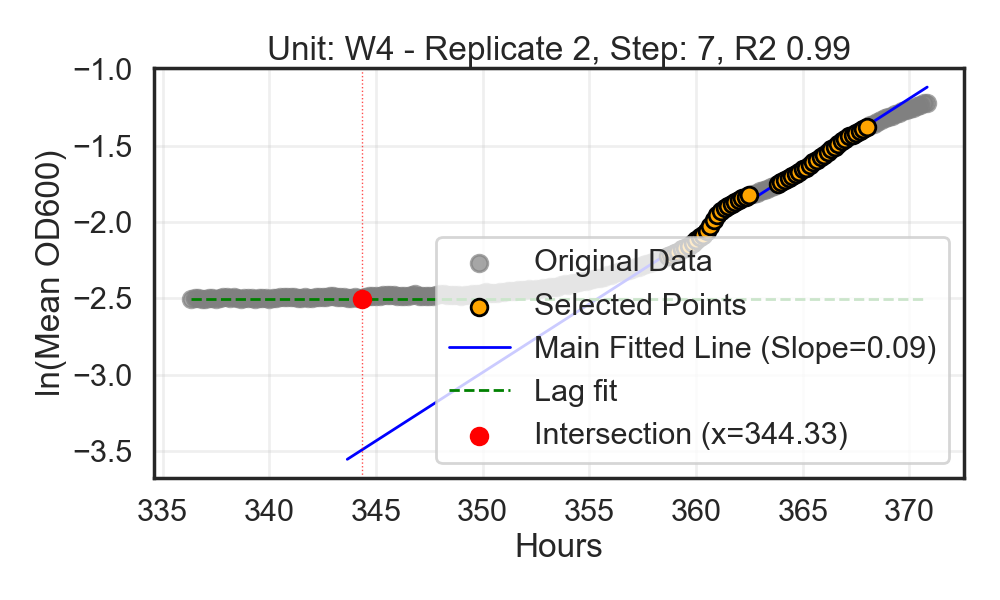 Unit: W4 - Replicate 2, Step: 7, R2 0.99
ln(Mean OD600)
−1.0
−1.5
−2.0
−2.5
−3.0
−3.5
Original Data
Selected Points
Main Fitted Line (Slope=0.09)
Lag fit
Intersection (x=344.33)
335 340 345 350 355 360 365 370
Hours